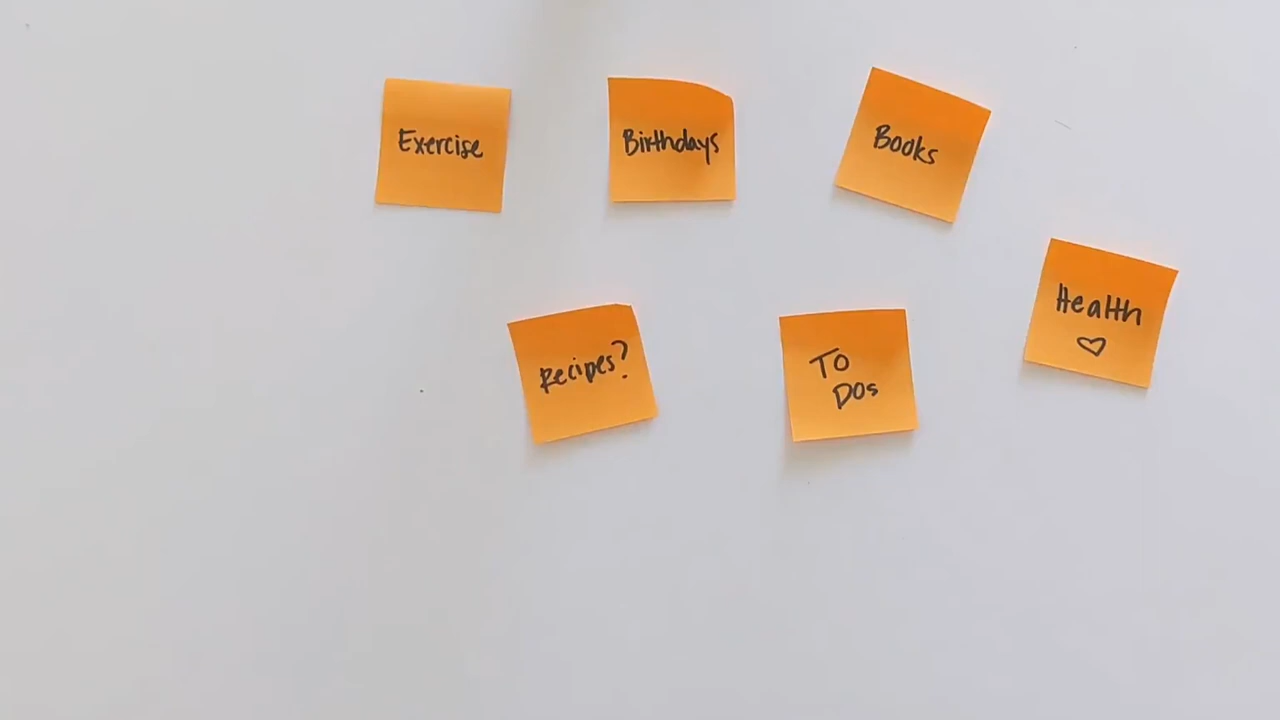 Exercise
Birthdays
Books
Health
♡
Recipes?
To
Dos